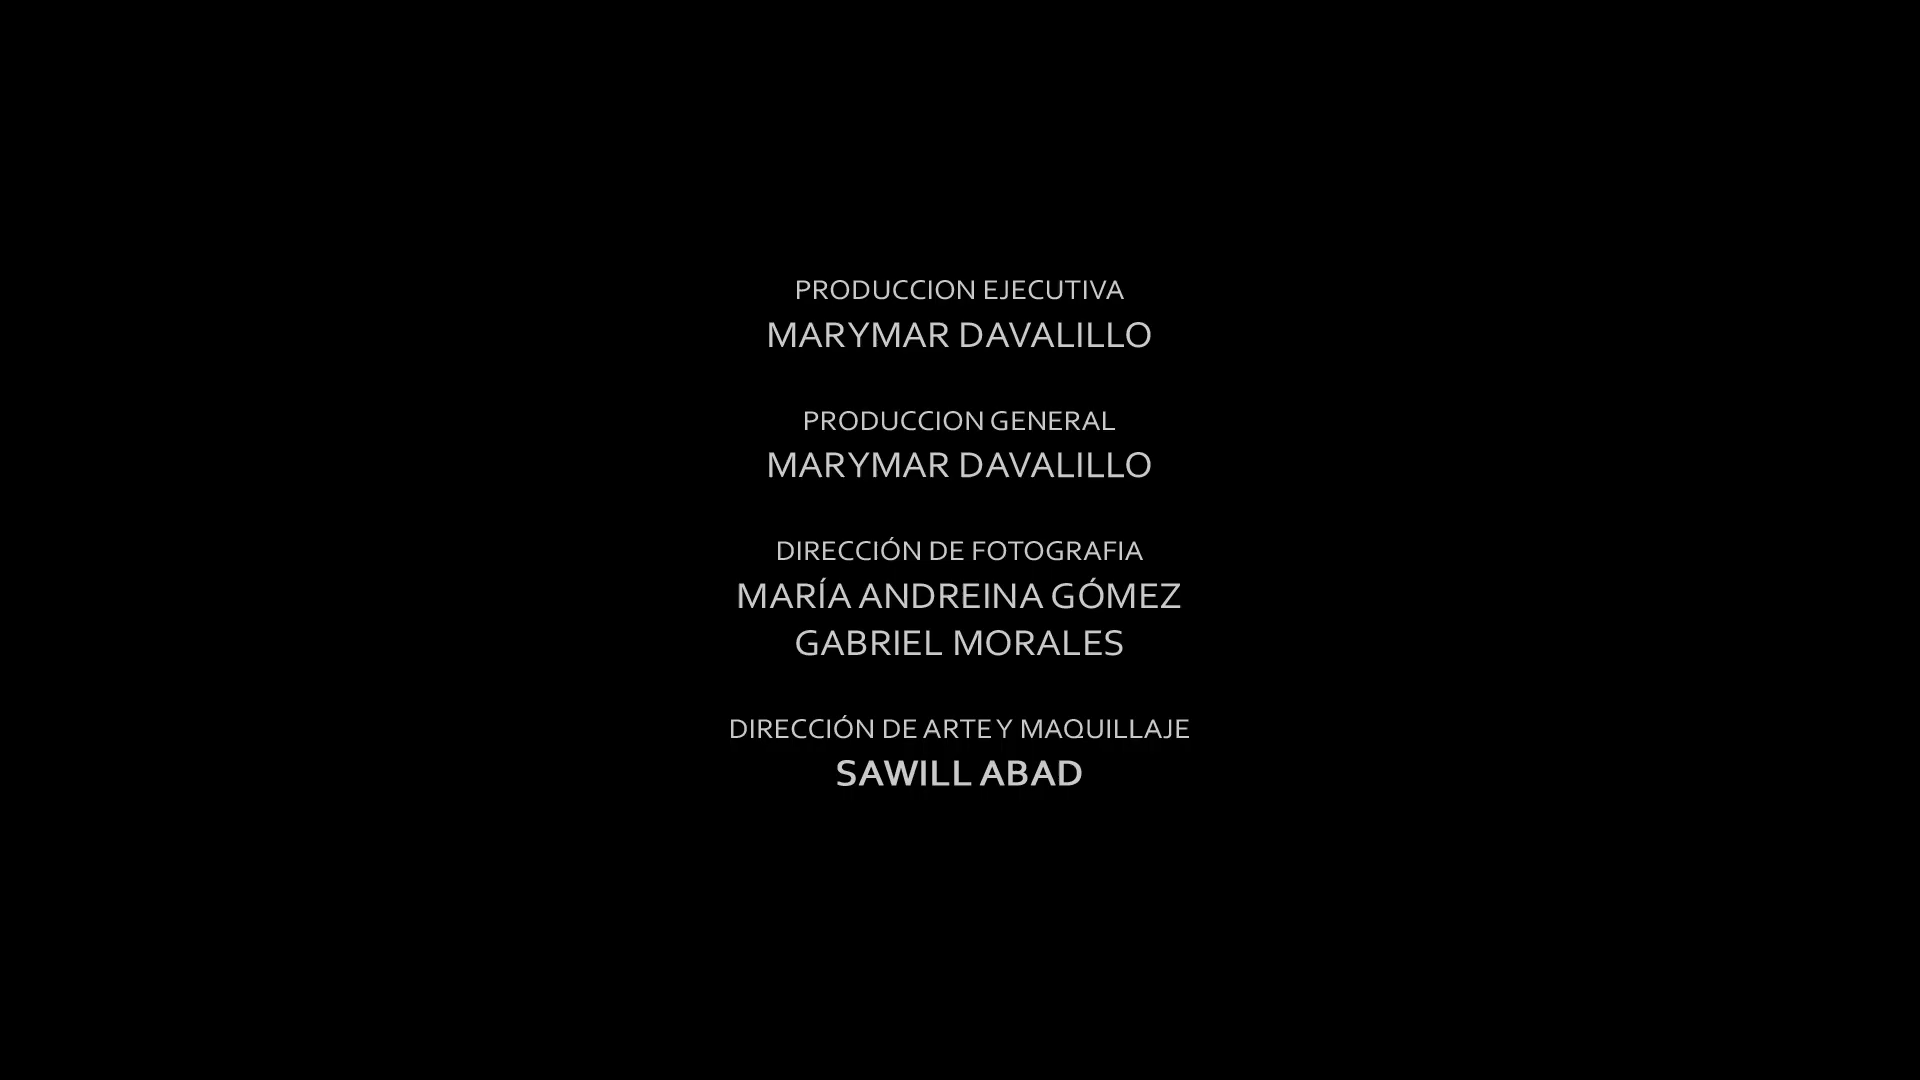 PRODUCCION EJECUTIVA
MARYMAR DAVALILLO
PRODUCCION GENERAL
MARYMAR DAVALILLO
DIRECCIÓN DE FOTOGRAFIA
MARÍA ANDREINA GÓMEZ
GABRIEL MORALES
DIRECCIÓN DE ARTE Y MAQUILLAJE
SAWILL ABAD